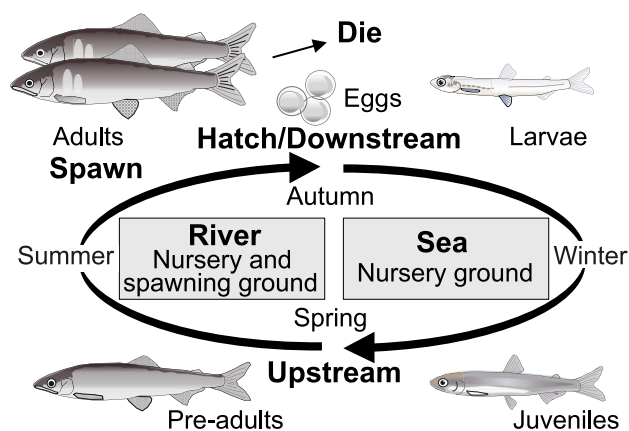 Die
Eggs
Adults
Hatch/Downstream
Larvae
Spawn
Autumn
River
Nursery and
spawning ground
Sea
Nursery ground
Summer
Winter
Spring
Upstream
Pre-adults
Juveniles